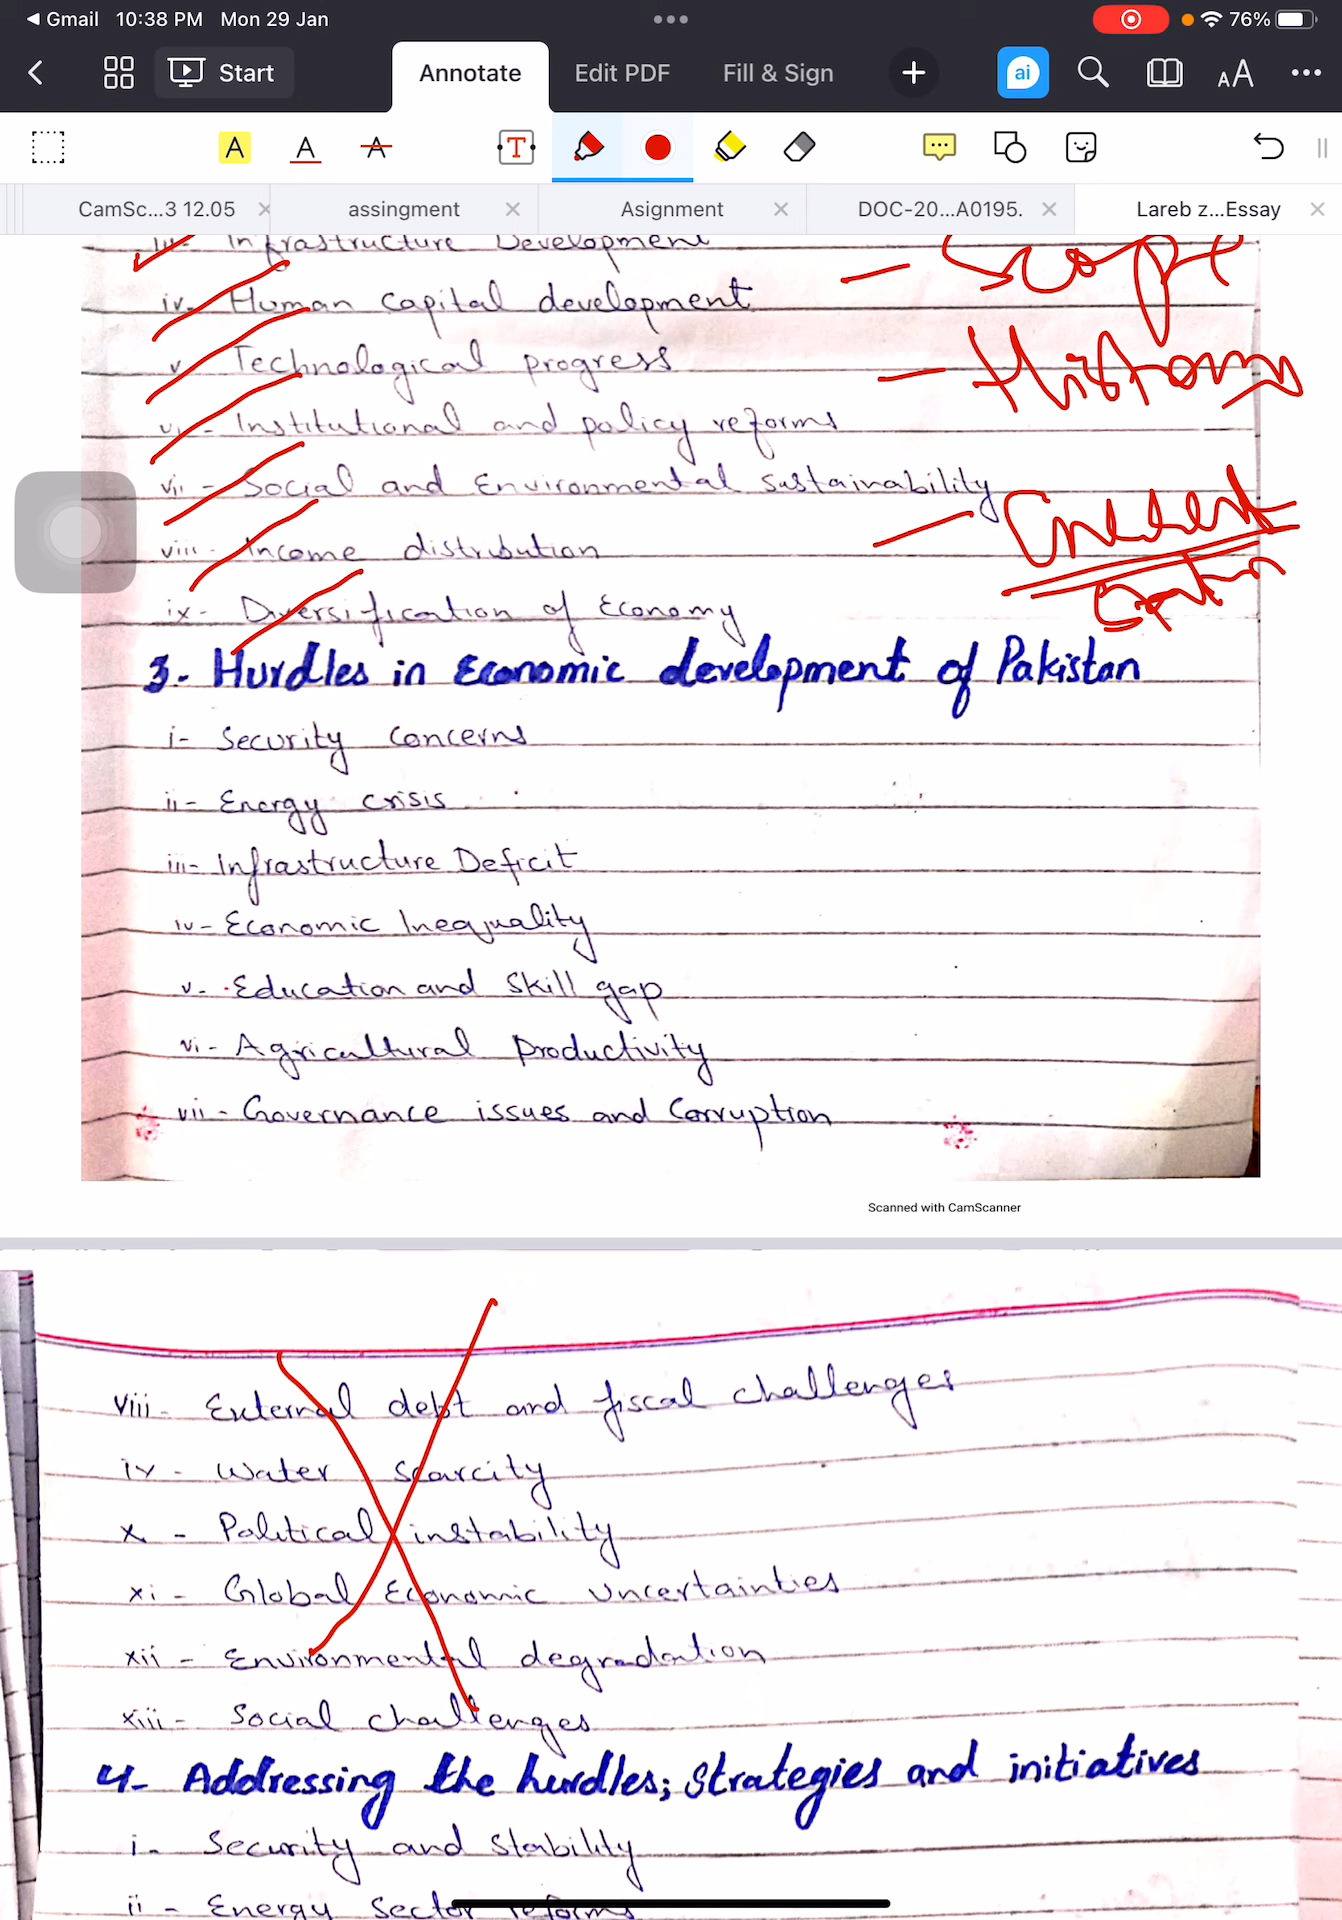 Gmail 10:38 PM Mon 29 Jan
76%
Start
Annotate
Edit PDF
Fill & Sign
ai
AA
A A A T
CamSc...3 12.05
assingment
Asignment
DOC-20...A0195.
Lareb z...Essay
iii- Infrastructure Development
- Scope
iv- Human capital development
v- Technological progress
- History
vi- Institutional and policy reforms
vii- Social and Environmental sustainability
- Current
viii- Income distribution
ix- Diversification of Economy
3- Hurdles in Economic development of Pakistan
i- Security Concerns
ii- Energy crisis
iii- Infrastructure Deficit
iv- Economic Inequality
v- Education and Skill gap
vi- Agricultural Productivity
vii- Governance issues and Corruption
Scanned with CamScanner
viii- External debt and fiscal challenges
ix- Water scarcity
x- Political instability
xi- Global Economic uncertainties
xii- Environmental degradation
xiii- Social challenges
4- Addressing the hurdles; Strategies and initiatives
i- Security and Stability
ii- Energy Sector reforms